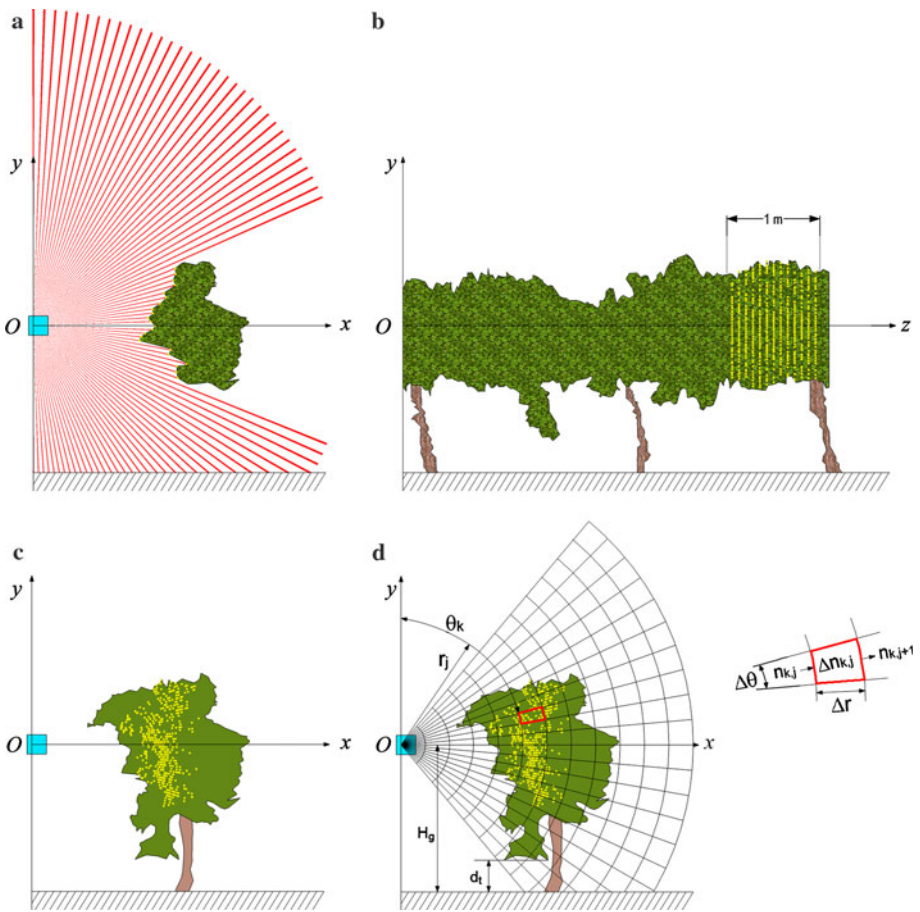 a
b
y
y
1 m
O
x
O
z
c
d
y
y
θk
rj
nk,j
Δnk,j
nk,j+1
Δθ
Δr
O
x
O
x
Hg
dt